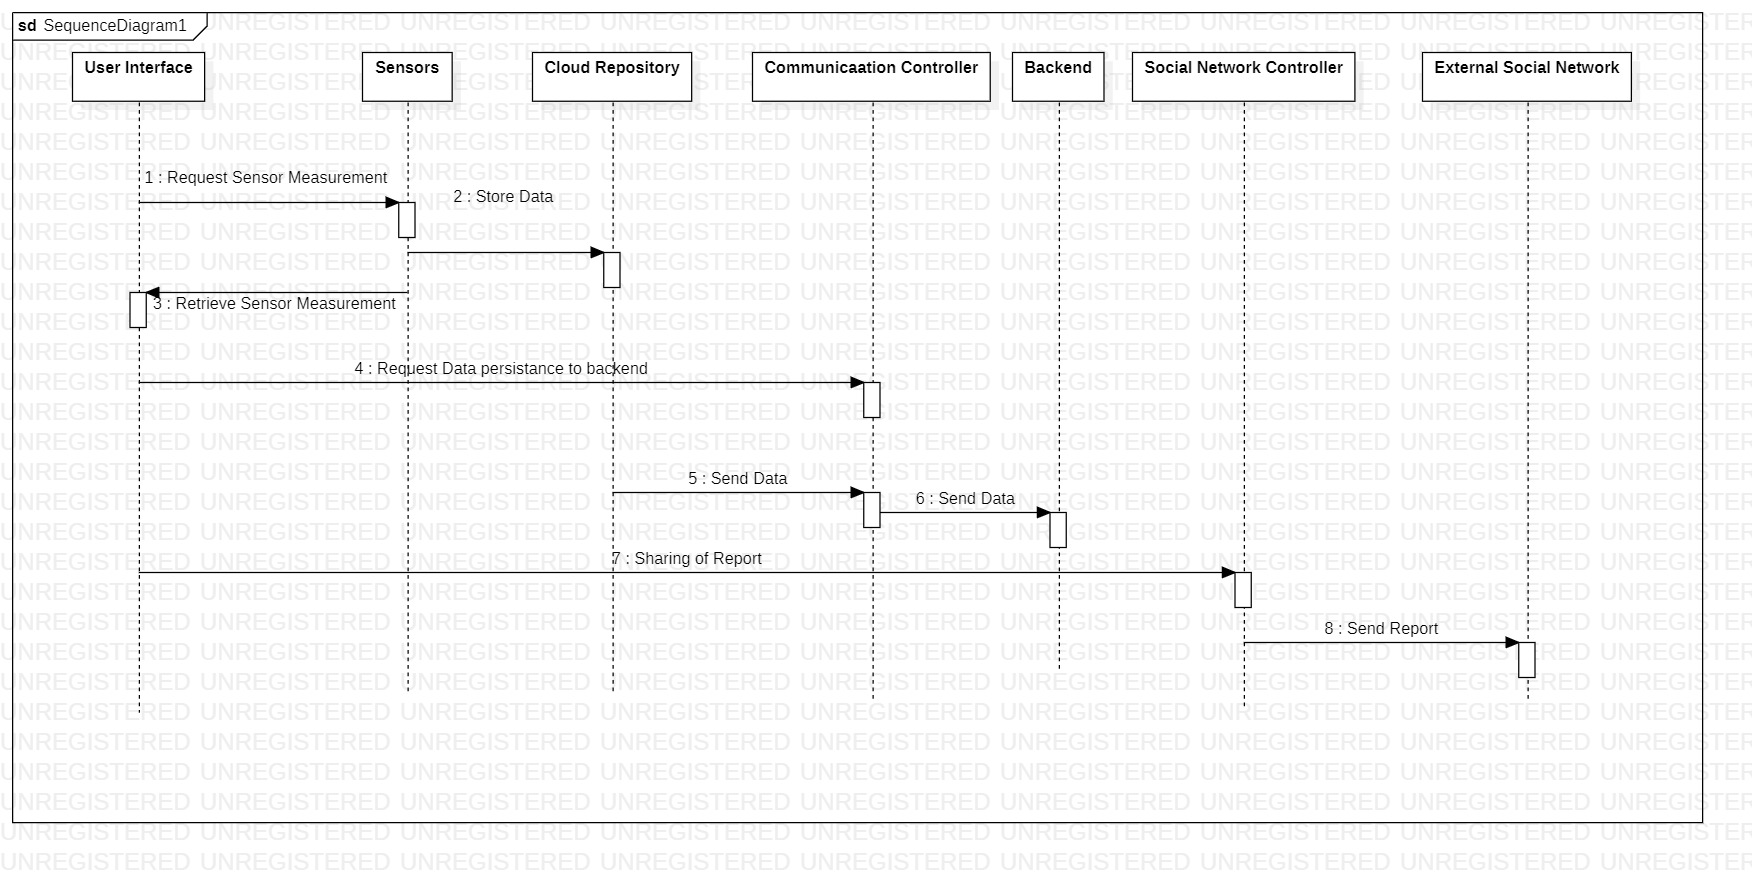 sd SequenceDiagram1
User Interface
Sensors
Cloud Repository
Communicaation Controller
Backend
Social Network Controller
External Social Network
1 : Request Sensor Measurement
2 : Store Data
3 : Retrieve Sensor Measurement
4 : Request Data persistance to backend
5 : Send Data
6 : Send Data
7 : Sharing of Report
8 : Send Report
UNREGISTERED